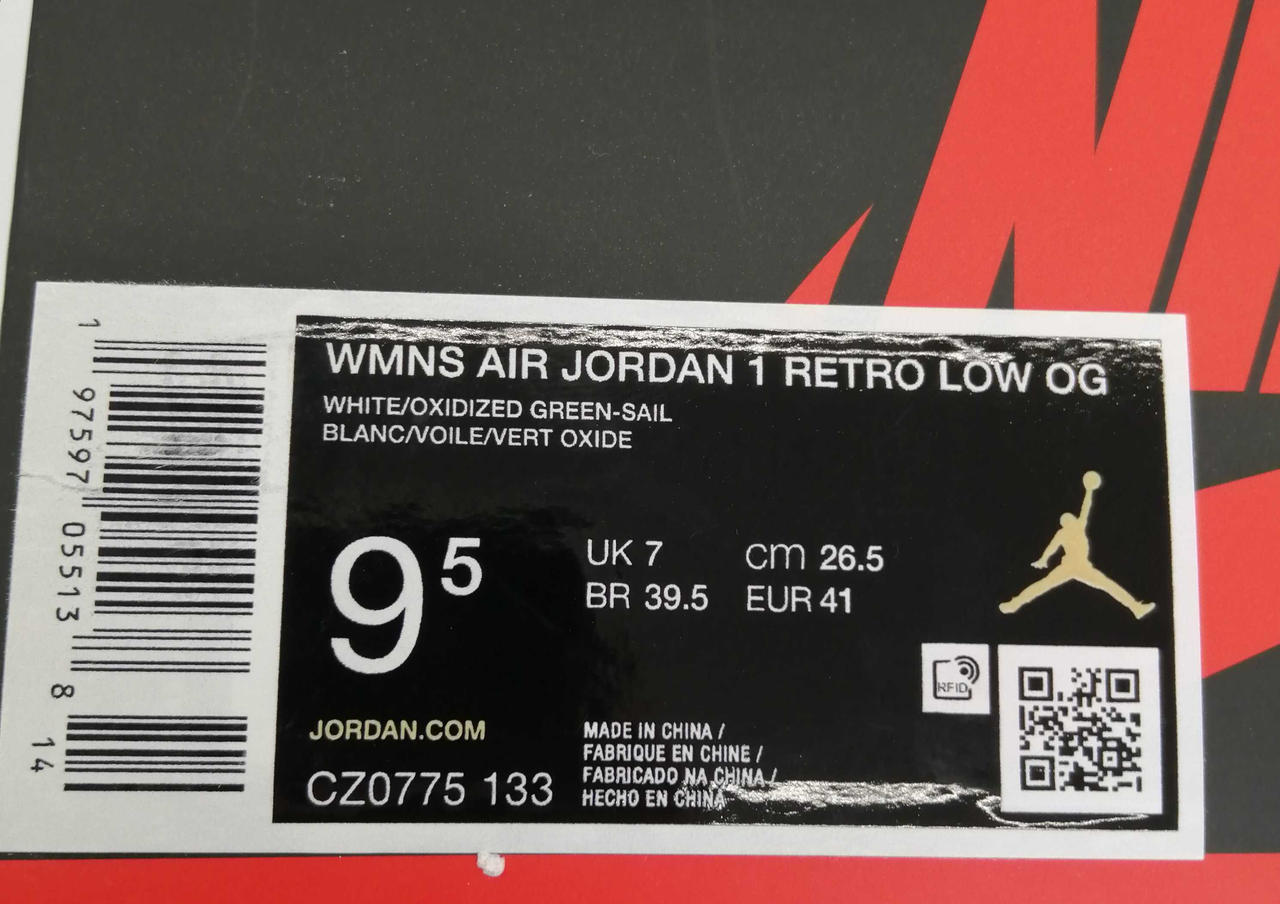 WMNS AIR JORDAN 1 RETRO LOW OG
WHITE/OXIDIZED GREEN-SAIL
BLANC/VOILE/VERT OXIDE
9 5
UK 7
cm 26.5
BR 39.5
EUR 41
RFID
JORDAN.COM
CZ0775 133
MADE IN CHINA /
FABRIQUE EN CHINE /
FABRICADO NA CHINA /
HECHO EN CHINA
1 97597 05513 8 14